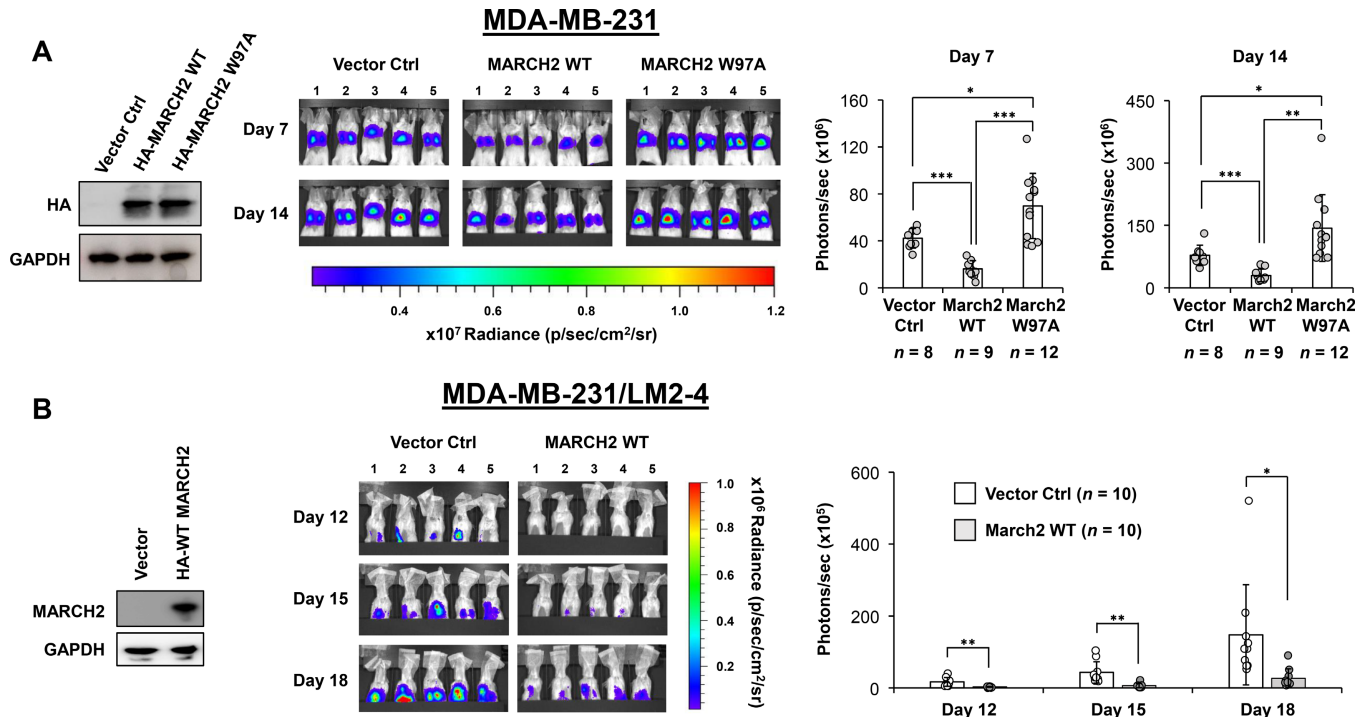 MDA-MB-231
A
Vector Ctrl
HA-MARCH2 WT
HA-MARCH2 W97A
HA
GAPDH
Vector Ctrl
MARCH2 WT
MARCH2 W97A
1 2 3 4 5
1 2 3 4 5
1 2 3 4 5
Day 7
Day 14
0.4 0.6 0.8 1.0 1.2
x10⁷ Radiance (p/sec/cm²/sr)
Day 7
Photons/sec (x10⁶)
160
120
80
40
0
*
***
***
Vector Ctrl
March2 WT
March2 W97A
n = 8
n = 9
n = 12
Day 14
Photons/sec (x10⁶)
450
300
150
0
*
**
***
Vector Ctrl
March2 WT
March2 W97A
n = 8
n = 9
n = 12
B
MDA-MB-231/LM2-4
Vector
HA-WT MARCH2
MARCH2
GAPDH
Vector Ctrl
MARCH2 WT
1 2 3 4 5
1 2 3 4 5
Day 12
Day 15
Day 18
1.0
0.8
0.6
0.4
0.2
x10⁶ Radiance (p/sec/cm²/sr)
Photons/sec (x10⁵)
600
400
200
0
Vector Ctrl (n = 10)
March2 WT (n = 10)
**
**
*
Day 12
Day 15
Day 18